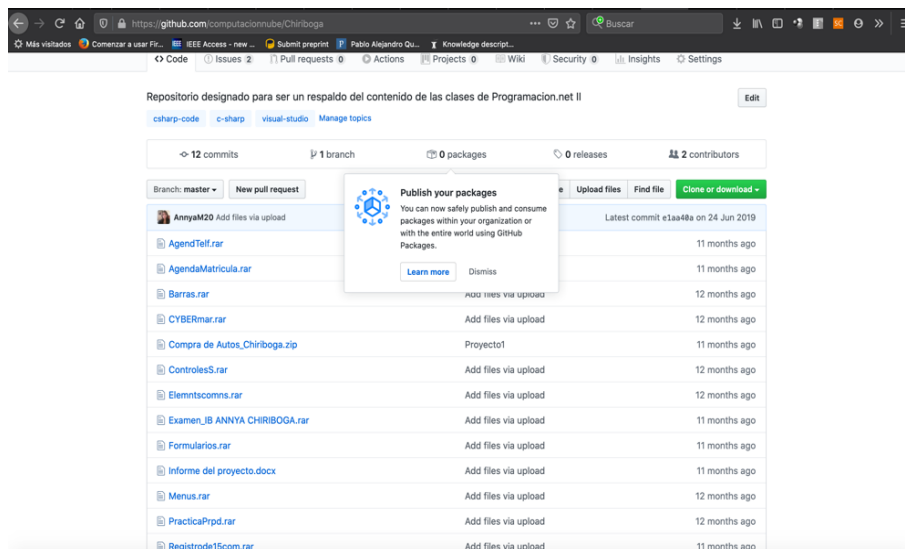 https://github.com/computacionnube/Chiriboga
Buscar
Más visitados Comenzar a usar Fir... IEEE Access - new ... Submit preprint Pablo Alejandro Qu... Knowledge descript...
Code Issues 2 Pull requests 0 Actions Projects 0 Wiki Security 0 Insights Settings
Repositorio designado para ser un respaldo del contenido de las clases de Programacion.net II Edit
csharp-code c-sharp visual-studio Manage topics
12 commits 1 branch 0 packages 0 releases 2 contributors
Branch: master New pull request Upload files Find file Clone or download
Publish your packages
You can now safely publish and consume
packages within your organization or
with the entire world using GitHub
Packages.
Learn more Dismiss
AnnyaM20 Add files via upload Latest commit e1aa40a on 24 Jun 2019
AgendTelf.rar 11 months ago
AgendaMatricula.rar 11 months ago
Barras.rar Add files via upload 12 months ago
CYBERmar.rar Add files via upload 12 months ago
Compra de Autos_Chiriboga.zip Proyecto1 11 months ago
ControlesS.rar Add files via upload 12 months ago
Elemntscomns.rar Add files via upload 12 months ago
Examen_IB ANNYA CHIRIBOGA.rar Add files via upload 11 months ago
Formularios.rar Add files via upload 11 months ago
Informe del proyecto.docx Add files via upload 11 months ago
Menus.rar Add files via upload 12 months ago
PracticaPrpd.rar Add files via upload 12 months ago
Registrode15com.rar Add files via upload 11 months ago